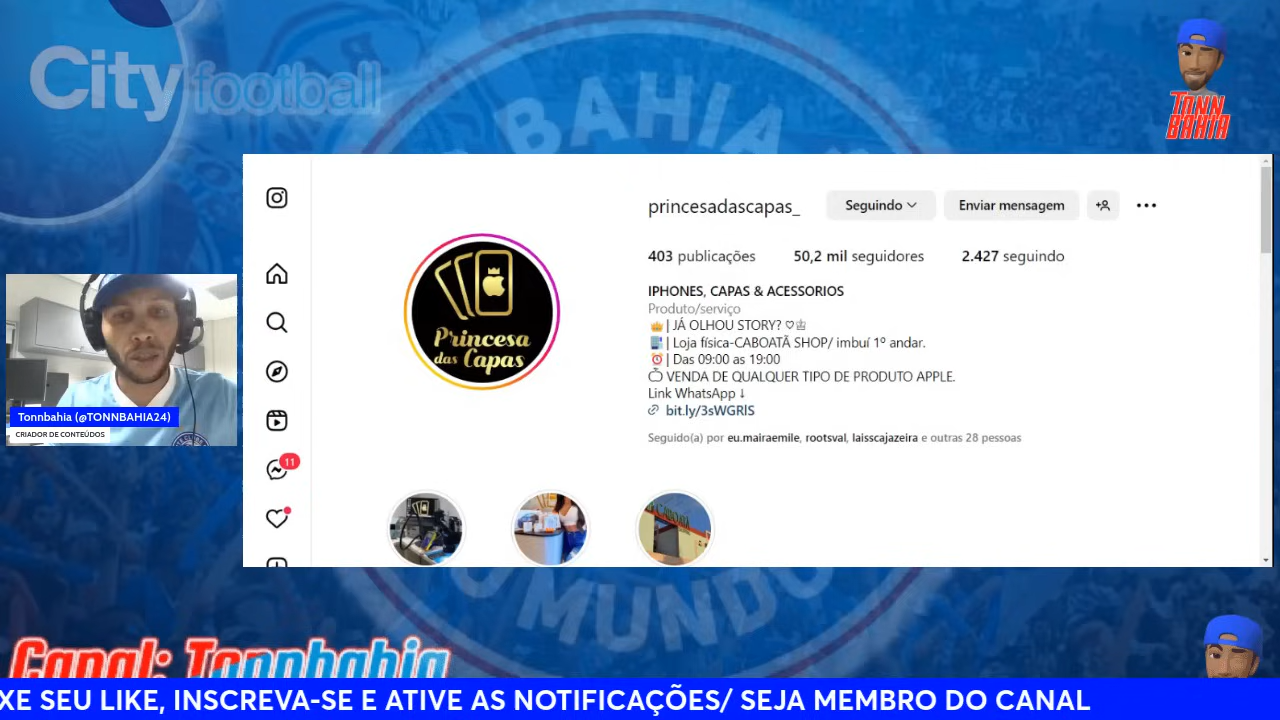 City football
BAHIA
TONN
BAHIA
princesadascapas_
Seguindo
Enviar mensagem
403 publicações
50,2 mil seguidores
2.427 seguindo
IPHONES, CAPAS & ACESSORIOS
Produto/serviço
👑| JÁ OLHOU STORY? ♡♕
| Loja física-CABOATÃ SHOP/ imbuí 1º andar.
⏰| Das 09:00 as 19:00
VENDA DE QUALQUER TIPO DE PRODUTO APPLE.
Link WhatsApp ↓
bit.ly/3sWGRlS
Seguido(a) por eu.mairaemile, rootsval, laisscajazeira e outras 28 pessoas
Princesa
das Capas
11
Tonnbahia (@TONNBAHIA24)
CRIADOR DE CONTEÚDOS
MUNDO
Canal: Tonnbahia
XE SEU LIKE, INSCREVA-SE E ATIVE AS NOTIFICAÇÕES/ SEJA MEMBRO DO CANAL